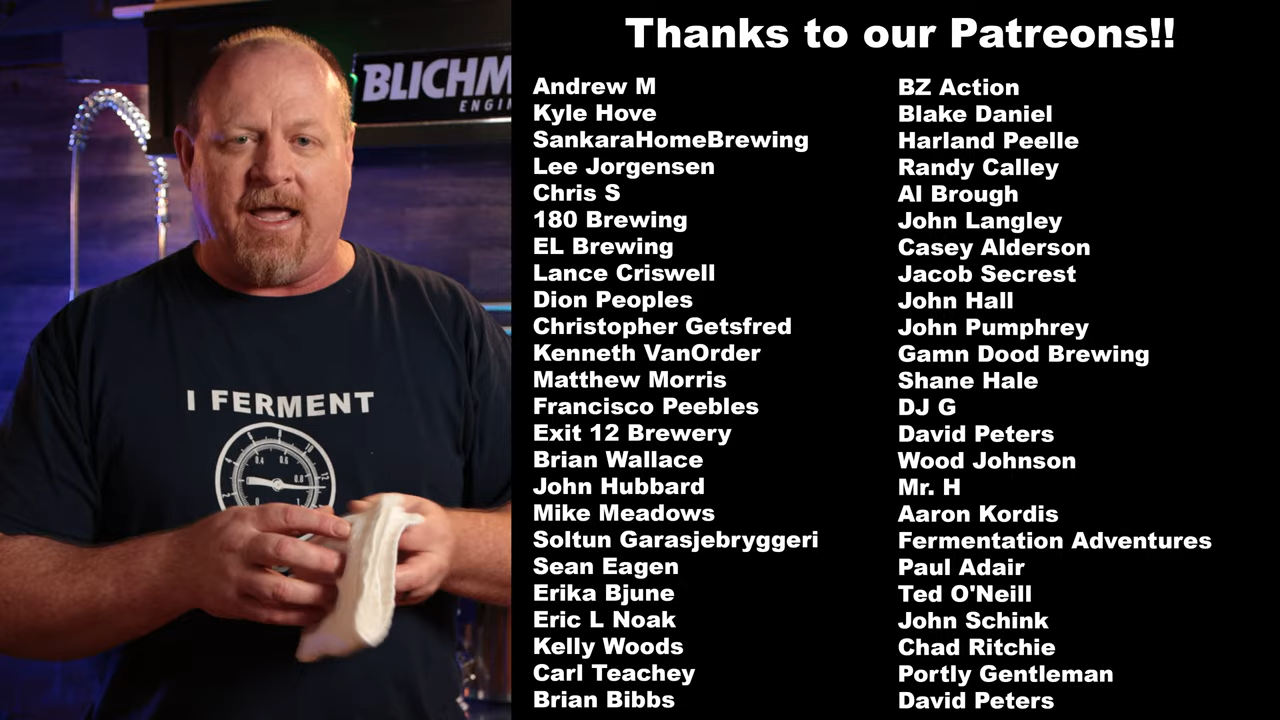 Thanks to our Patreons!!
BLICHM
ENGIN
I FERMENT
Andrew M
Kyle Hove
SankaraHomeBrewing
Lee Jorgensen
Chris S
180 Brewing
EL Brewing
Lance Criswell
Dion Peoples
Christopher Getsfred
Kenneth VanOrder
Matthew Morris
Francisco Peebles
Exit 12 Brewery
Brian Wallace
John Hubbard
Mike Meadows
Soltun Garasjebryggeri
Sean Eagen
Erika Bjune
Eric L Noak
Kelly Woods
Carl Teachey
Brian Bibbs
BZ Action
Blake Daniel
Harland Peelle
Randy Calley
Al Brough
John Langley
Casey Alderson
Jacob Secrest
John Hall
John Pumphrey
Gamn Dood Brewing
Shane Hale
DJ G
David Peters
Wood Johnson
Mr. H
Aaron Kordis
Fermentation Adventures
Paul Adair
Ted O'Neill
John Schink
Chad Ritchie
Portly Gentleman
David Peters